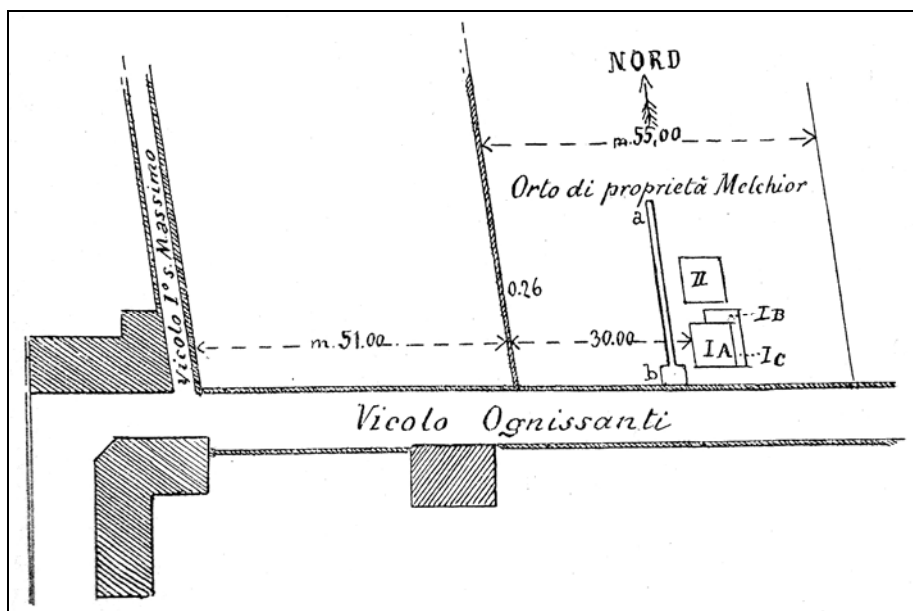 NORD
m.55,00
Orto di proprietà Melchior
a
Vicolo I° s. Massimo
II
0.26
IB
m.51.00
30.00
IA
IC
b
Vicolo Ognissanti